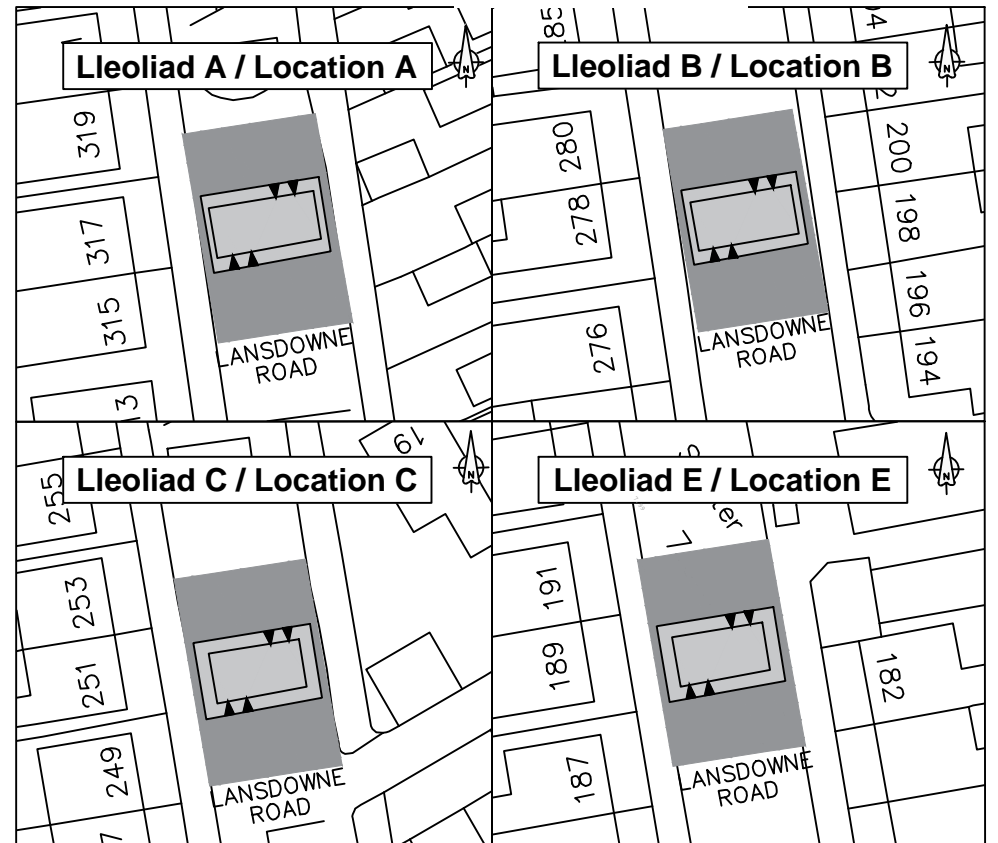 Lleoliad A / Location A
N
319
317
315
LANSDOWNE
ROAD
Lleoliad B / Location B
N
280
278
276
200
198
196
194
LANSDOWNE
ROAD
Lleoliad C / Location C
N
19
255
253
251
249
LANSDOWNE
ROAD
Lleoliad E / Location E
N
191
189
187
182
LANSDOWNE
ROAD